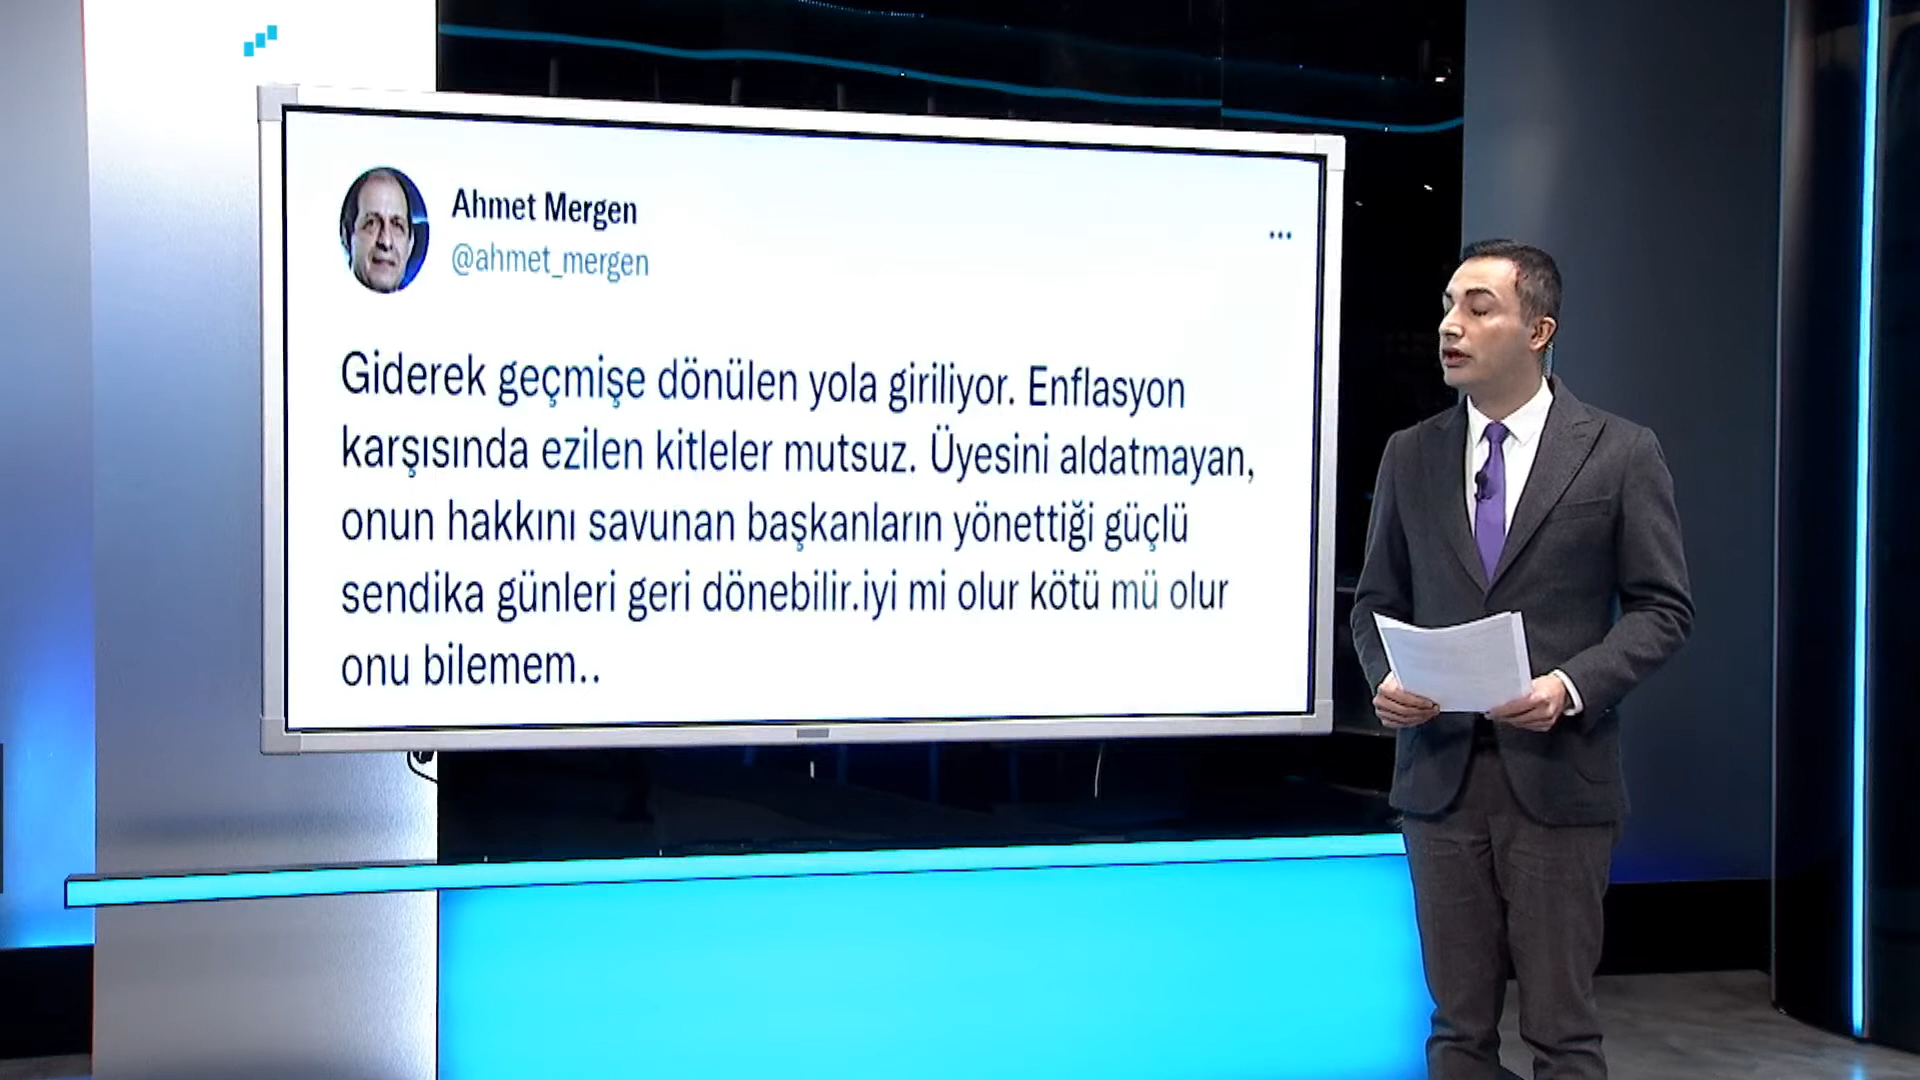 Ahmet Mergen
@ahmet_mergen
Giderek geçmişe dönülen yola giriliyor. Enflasyon
karşısında ezilen kitleler mutsuz. Üyesini aldatmayan,
onun hakkını savunan başkanların yönettiği güçlü
sendika günleri geri dönebilir.iyi mi olur kötü mü olur
onu bilemem..